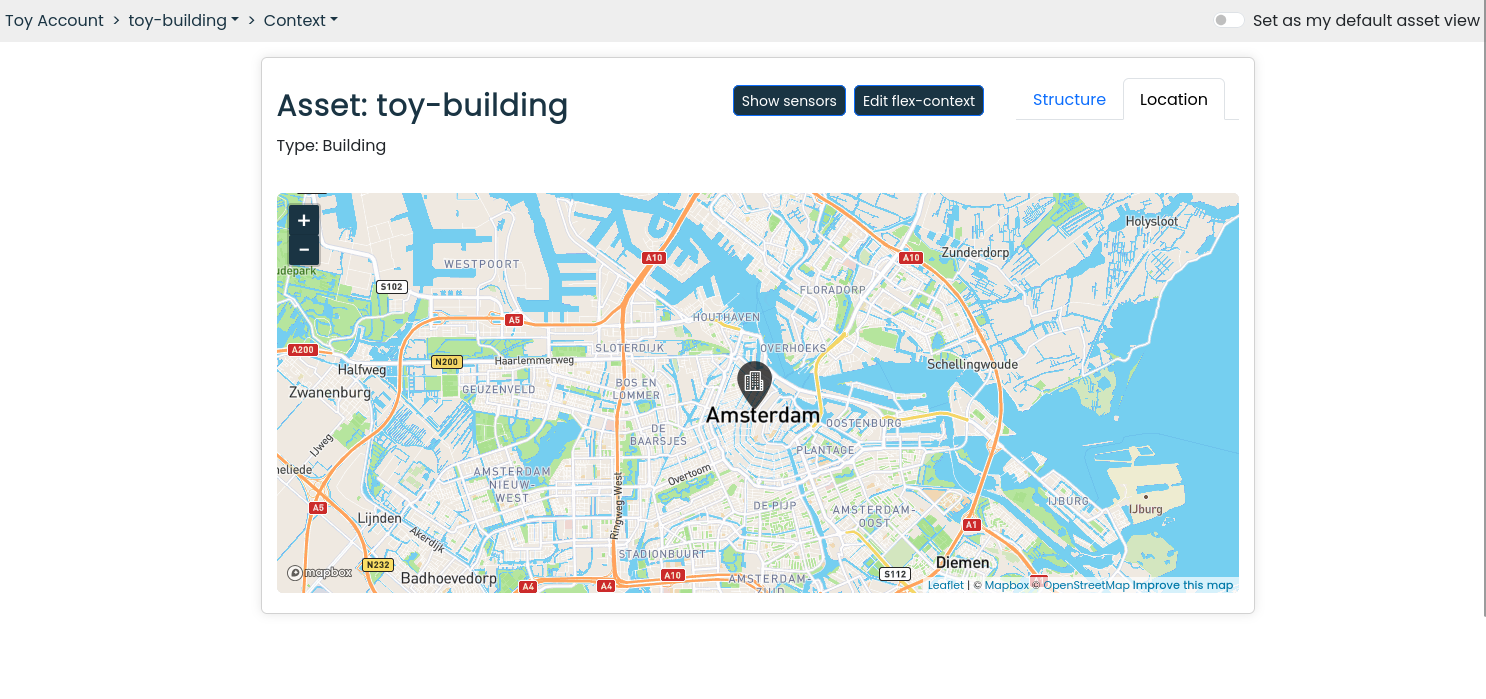 Toy Account > toy-building > Context
Set as my default asset view
Asset: toy-building
Show sensors
Edit flex-context
Structure
Location
Type: Building
+
−
Holysloot
Zunderdorp
A10
A10
WESTPOORT
udepark
S102
FLORADORP
HOUTHAVEN
A5
SLOTERDIJK
OVERHOEKS
A200
N200
Haarlemmerweg
Schellingwoude
Halfweg
Zwanenburg
GEUZENVELD
BOS EN
LOMMER
Amsterdam
OOSTENBURG
DE
BAARSJES
IJweg
PLANTAGE
neliede
AMSTERDAM
NIEUW-
WEST
Overtoom
Ringweg-West
IJBURG
IJburg
A5
DE PIJP
AMSTERDAM-
OOST
Lijnden
A1
Akerdijk
STADIONBUURT
Diemen
N232
S112
mapbox
Badhoevedorp
A10
AMSTERDAM-
ZUID
A4
A4
Leaflet | © Mapbox © OpenStreetMap Improve this map